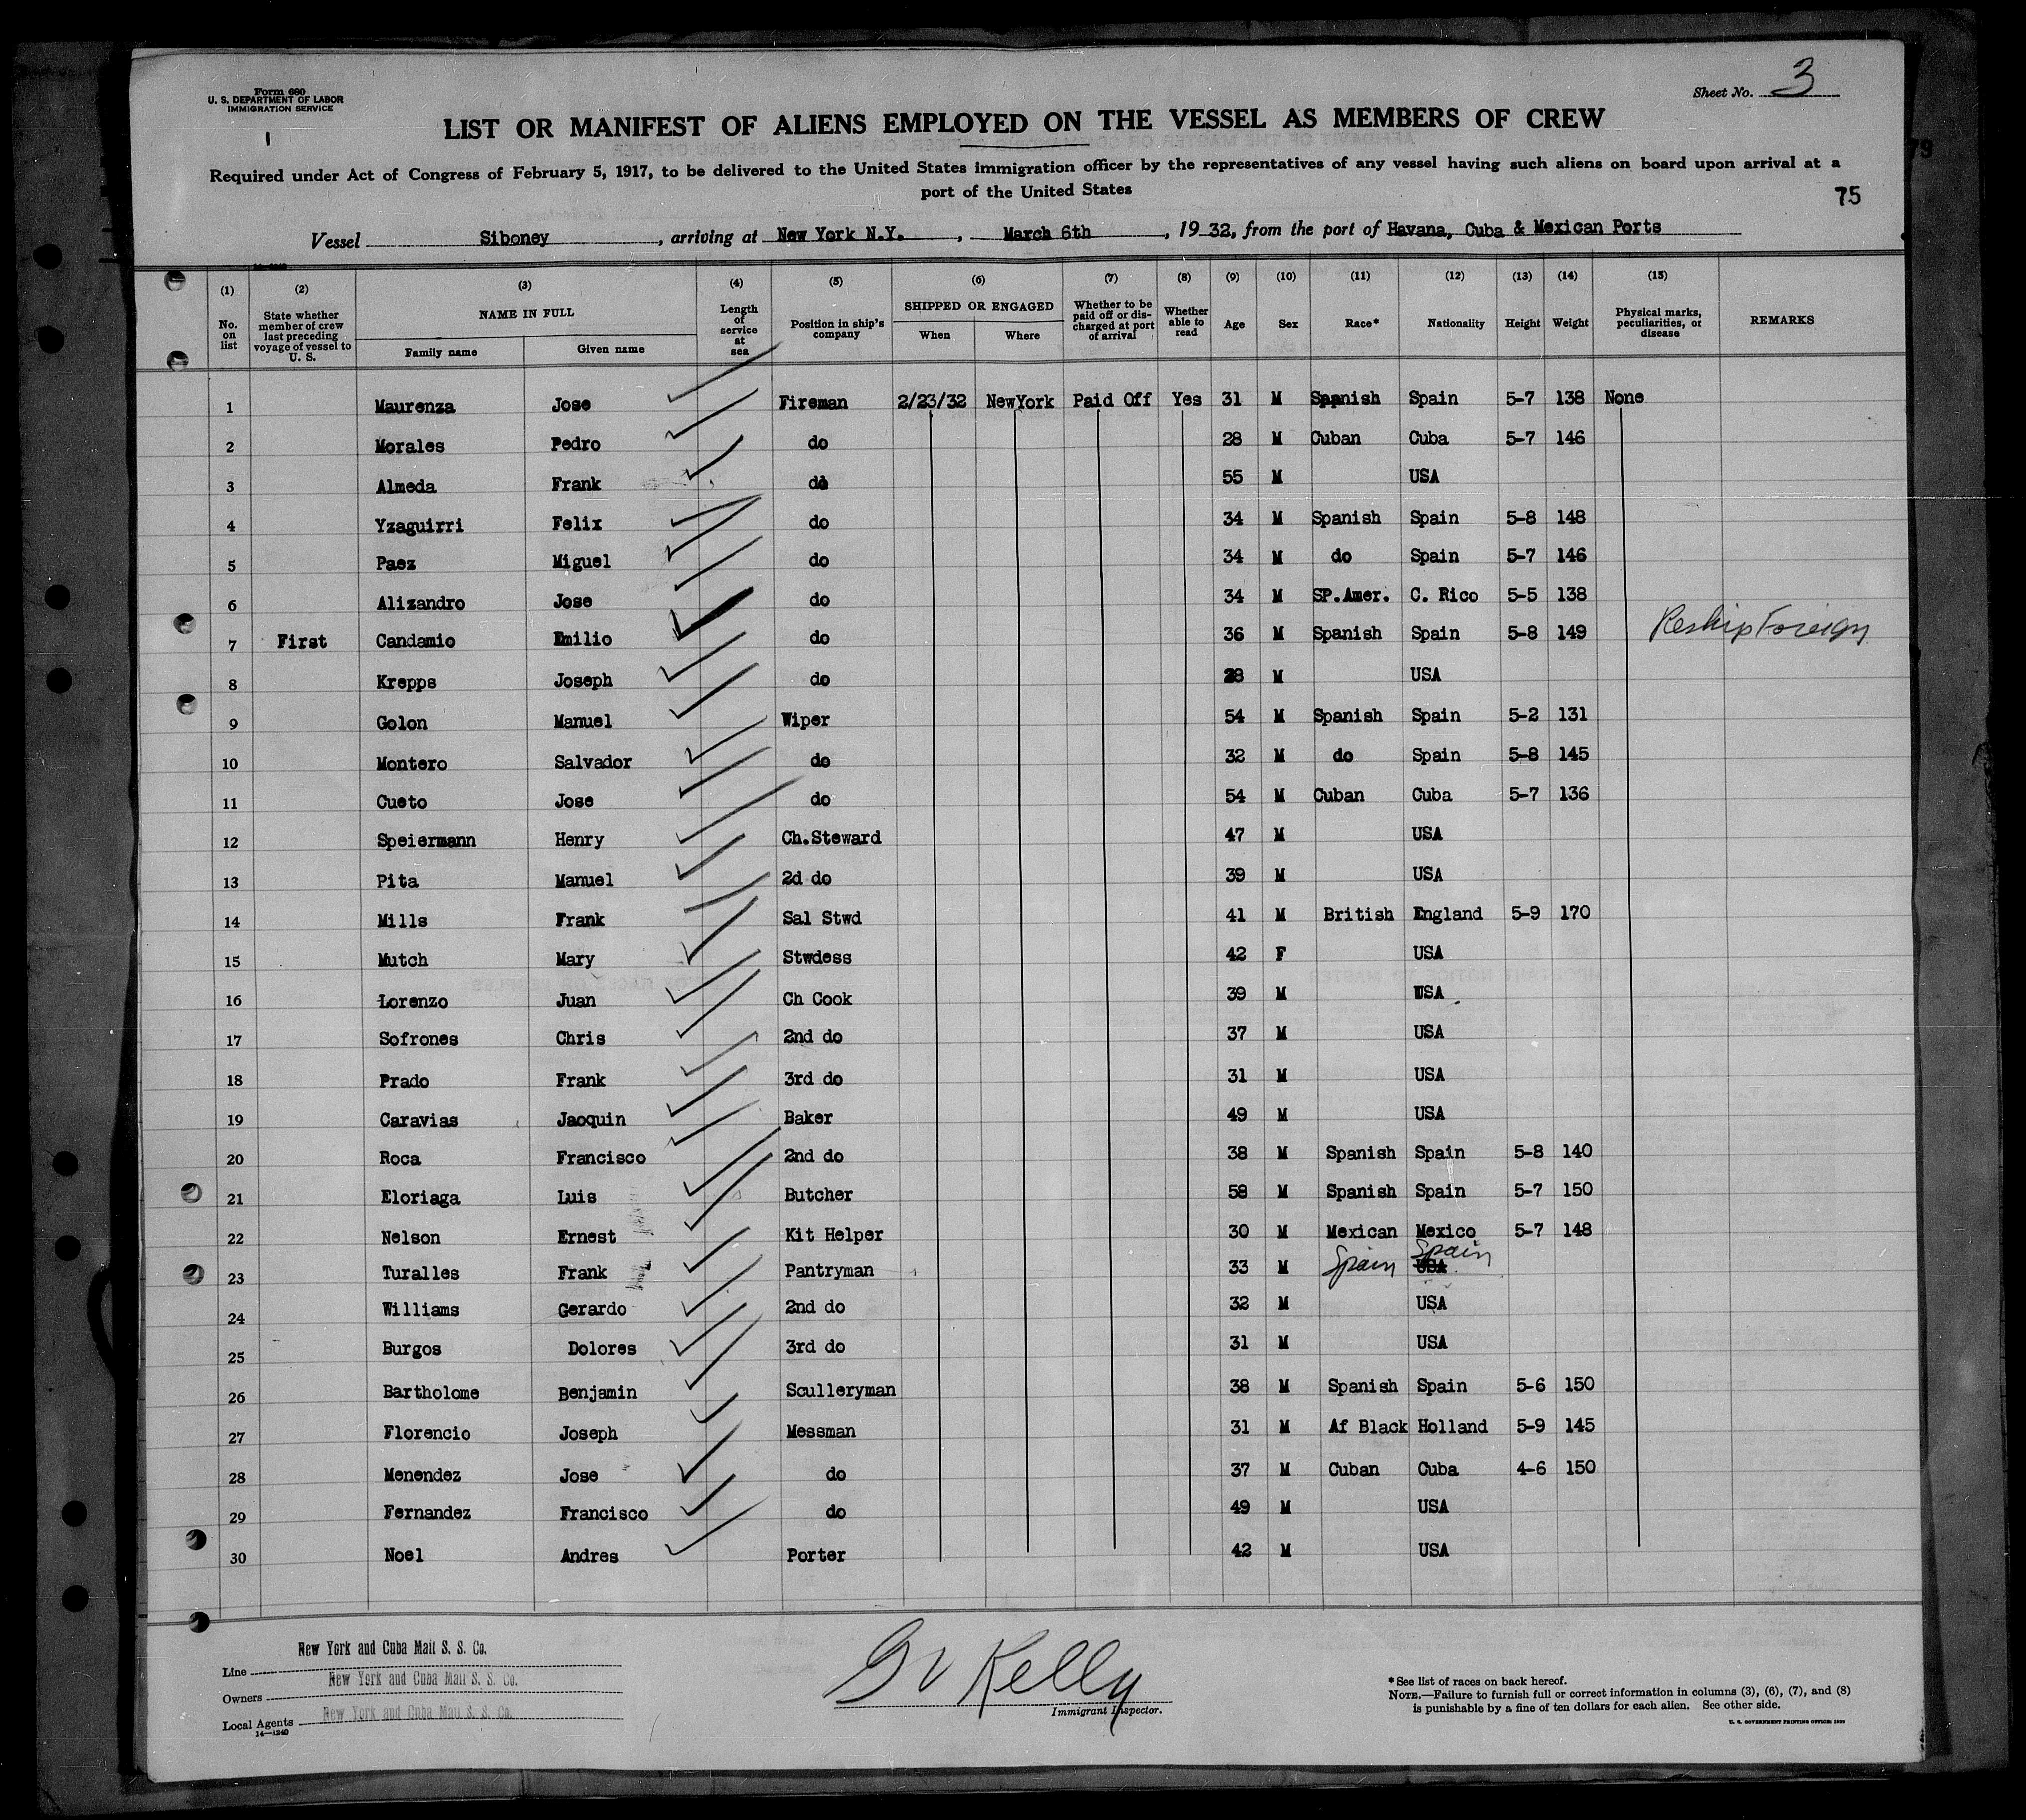 Form 680
U. S. DEPARTMENT OF LABOR
IMMIGRATION SERVICE
1
Sheet No. 3
LIST OR MANIFEST OF ALIENS EMPLOYED ON THE VESSEL AS MEMBERS OF CREW
Required under Act of Congress of February 5, 1917, to be delivered to the United States immigration officer by the representatives of any vessel having such aliens on board upon arrival at a
port of the United States
79
75
Vessel Siboney, arriving at New York N.Y., March 6th, 1932, from the port of Havana, Cuba & Mexican Ports
(1) No. on list (2) State whether member of crew last preceding voyage of vessel to U. S. (3) NAME IN FULL Family name Given name (4) Length of service at sea (5) Position in ship's company (6) SHIPPED OR ENGAGED When Where (7) Whether to be paid off or discharged at port of arrival (8) Whether able to read (9) Age (10) Sex (11) Race* (12) Nationality (13) Height (14) Weight (15) Physical marks, peculiarities, or disease REMARKS
1 Maurenza Jose Fireman 2/23/32 NewYork Paid Off Yes 31 M Spanish Spain 5-7 138 None
2 Morales Pedro do 28 M Cuban Cuba 5-7 146
3 Almeda Frank do 55 M USA
4 Yzaguirri Felix do 34 M Spanish Spain 5-8 148
5 Paez Miguel do 34 M do Spain 5-7 146
6 Alizandro Jose do 34 M SP.Amer. C. Rico 5-5 138
7 First Candamio Emilio do 36 M Spanish Spain 5-8 149 Reship Foreign
8 Krepps Joseph do 28 M USA
9 Golon Manuel Wiper 54 M Spanish Spain 5-2 131
10 Montero Salvador do 32 M do Spain 5-8 145
11 Cueto Jose do 54 M Cuban Cuba 5-7 136
12 Speiermann Henry Ch.Steward 47 M USA
13 Pita Manuel 2d do 39 M USA
14 Mills Frank Sal Stwd 41 M British England 5-9 170
15 Mutch Mary Stwdess 42 F USA
16 Lorenzo Juan Ch Cook 39 M USA
17 Sofrones Chris 2nd do 37 M USA
18 Prado Frank 3rd do 31 M USA
19 Caravias Jaoquin Baker 49 M USA
20 Roca Francisco 2nd do 38 M Spanish Spain 5-8 140
21 Eloriaga Luis Butcher 58 M Spanish Spain 5-7 150
22 Nelson Ernest Kit Helper 30 M Mexican Mexico 5-7 148
23 Turalles Frank Pantryman 33 M Spain Spain USA
24 Williams Gerardo 2nd do 32 M USA
25 Burgos Dolores 3rd do 31 M USA
26 Bartholome Benjamin Sculleryman 38 M Spanish Spain 5-6 150
27 Florencio Joseph Messman 31 M Af Black Holland 5-9 145
28 Menendez Jose do 37 M Cuban Cuba 4-6 150
29 Fernandez Francisco do 49 M USA
30 Noel Andres Porter 42 M USA
Line New York and Cuba Mail S. S. Co.
Owners New York and Cuba Mail S. S. Co.
Local Agents New York and Cuba Mail S. S. Co.
14—1240
G V Kelly
Immigrant Inspector.
*See list of races on back hereof.
NOTE.—Failure to furnish full or correct information in columns (3), (6), (7), and (8)
is punishable by a fine of ten dollars for each alien. See other side.
U. S. GOVERNMENT PRINTING OFFICE: